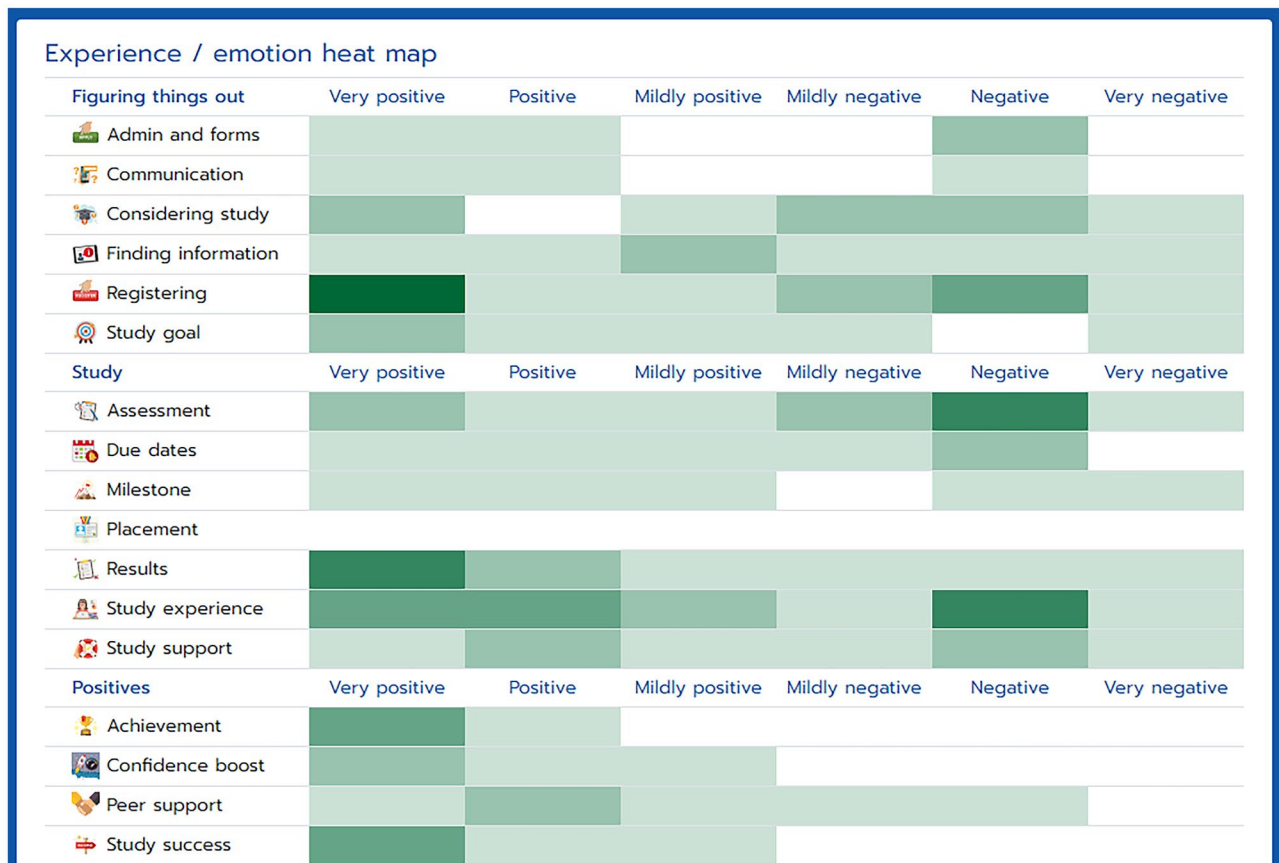 Experience / emotion heat map
Figuring things out Very positive Positive Mildly positive Mildly negative Negative Very negative
Admin and forms
Communication
Considering study
Finding information
Registering
Study goal
Study Very positive Positive Mildly positive Mildly negative Negative Very negative
Assessment
Due dates
Milestone
Placement
Results
Study experience
Study support
Positives Very positive Positive Mildly positive Mildly negative Negative Very negative
Achievement
Confidence boost
Peer support
Study success